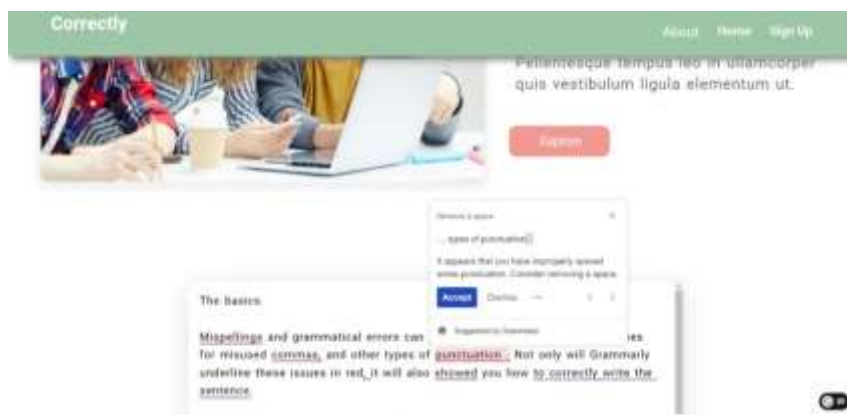 Correctly
About Home Sign Up
Pellentesque tempus leo in ullamcorper
quis vestibulum ligula elementum ut.
Explore
Remove a space
... types of punctuation
It appears that you have improperly spaced
some punctuation. Consider removing a space.
Accept Dismiss
Suggested by Grammarly
The basics
Mispellings and grammatical errors can
for misused commas, and other types of punctuation . Not only will Grammarly
underline these issues in red, it will also showed you how to correctly write the
sentence.